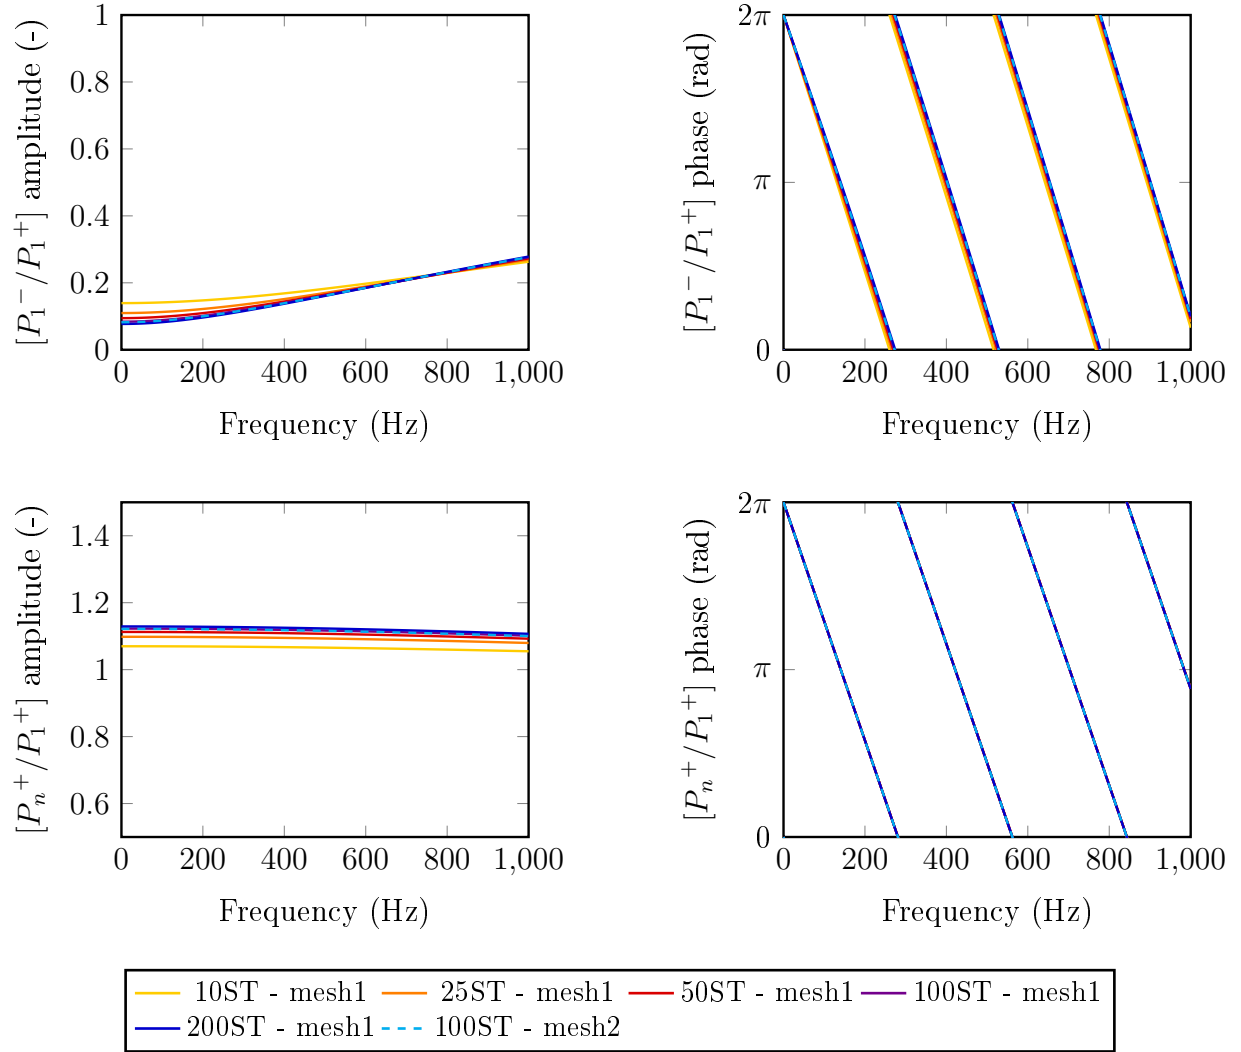 [P₁⁻/P₁⁺] amplitude (-)
1
0.8
0.6
0.4
0.2
0
0 200 400 600 800 1,000
Frequency (Hz)
[P₁⁻/P₁⁺] phase (rad)
2π
π
0
0 200 400 600 800 1,000
Frequency (Hz)
[Pₙ⁺/P₁⁺] amplitude (-)
1.4
1.2
1
0.8
0.6
0 200 400 600 800 1,000
Frequency (Hz)
[Pₙ⁺/P₁⁺] phase (rad)
2π
π
0
0 200 400 600 800 1,000
Frequency (Hz)
10ST - mesh1 25ST - mesh1 50ST - mesh1 100ST - mesh1
200ST - mesh1 100ST - mesh2